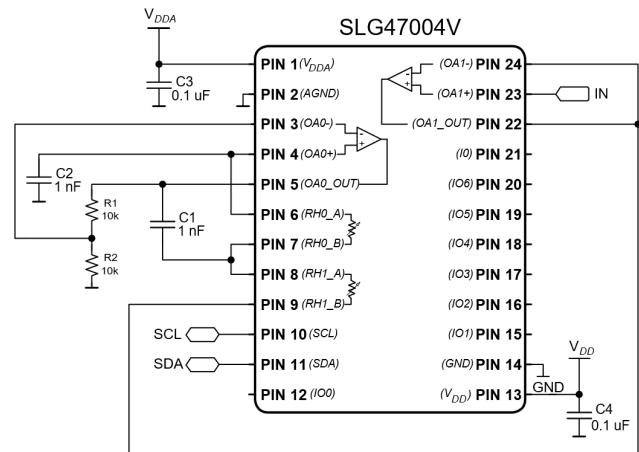 SLG47004V
V_DDA
C3
0.1 uF
C2
1 nF
R1
10k
R2
10k
C1
1 nF
PIN 1 (V_DDA)
PIN 2 (AGND)
PIN 3 (OA0-)
PIN 4 (OA0+)
PIN 5 (OA0_OUT)
PIN 6 (RH0_A)
PIN 7 (RH0_B)
PIN 8 (RH1_A)
PIN 9 (RH1_B)
SCL
PIN 10 (SCL)
SDA
PIN 11 (SDA)
PIN 12 (IO0)
(OA1-) PIN 24
(OA1+) PIN 23
IN
(OA1_OUT) PIN 22
(I0) PIN 21
(IO6) PIN 20
(IO5) PIN 19
(IO4) PIN 18
(IO3) PIN 17
(IO2) PIN 16
(IO1) PIN 15
(GND) PIN 14
GND
(V_DD) PIN 13
V_DD
C4
0.1 uF